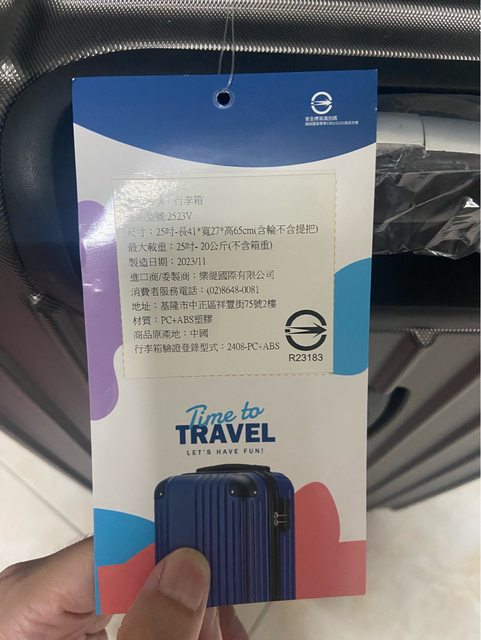 行李箱
型號:2523V
尺寸：25吋-長41*寬27*高65cm(含輪不含提把)
最大載重：25吋- 20公斤(不含箱重)
製造日期：2023/11
進口商/委製商：樂緹國際有限公司
消費者服務電話：(02)8648-0081
地址：基隆市中正區祥豐街75號2樓
材質：PC+ABS塑膠
商品原產地：中國
行李箱驗證登錄型式：2408-PC+ABS
R23183
Time to
TRAVEL
LET'S HAVE FUN!